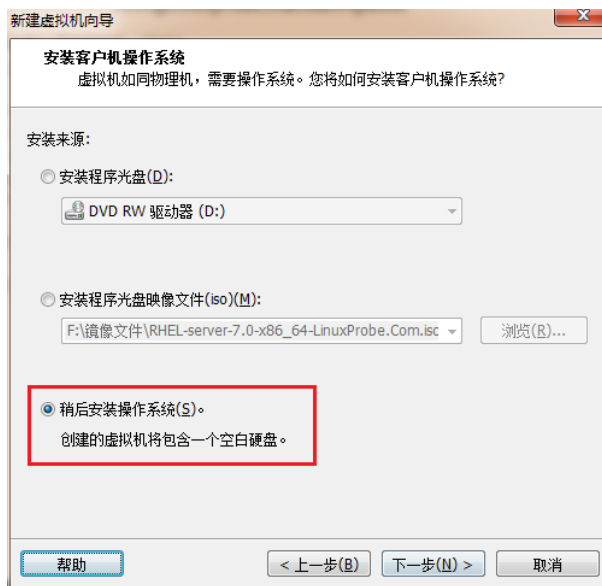 新建虚拟机向导
安装客户机操作系统
虚拟机如同物理机，需要操作系统。您将如何安装客户机操作系统?
安装来源:
安装程序光盘(D):
DVD RW 驱动器 (D:)
安装程序光盘映像文件(iso)(M):
F:\镜像文件\RHEL-server-7.0-x86_64-LinuxProbe.Com.isc
浏览(R)...
稍后安装操作系统(S)。
创建的虚拟机将包含一个空白硬盘。
帮助
< 上一步(B)
下一步(N) >
取消